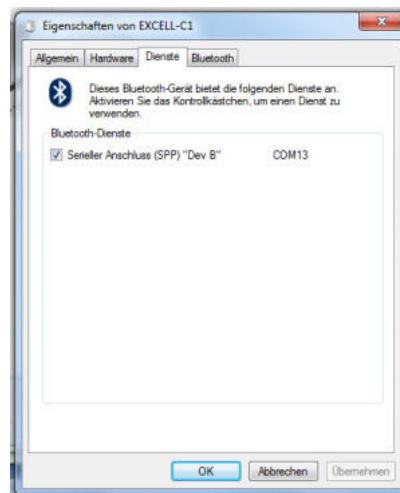 Eigenschaften von EXCELL-C1
Allgemein Hardware Dienste Bluetooth
Dieses Bluetooth-Gerät bietet die folgenden Dienste an.
Aktivieren Sie das Kontrollkästchen, um einen Dienst zu
verwenden.
Bluetooth-Dienste
Serieller Anschluss (SPP) "Dev B" COM13
OK Abbrechen Übernehmen